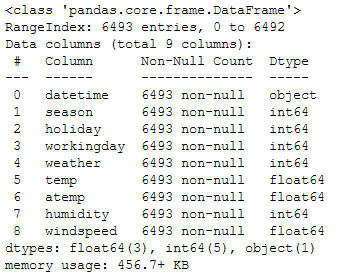 <class 'pandas.core.frame.DataFrame'>
RangeIndex: 6493 entries, 0 to 6492
Data columns (total 9 columns):
 #   Column      Non-Null Count  Dtype
---  ------      --------------  -----
 0   datetime    6493 non-null   object
 1   season      6493 non-null   int64
 2   holiday     6493 non-null   int64
 3   workingday  6493 non-null   int64
 4   weather     6493 non-null   int64
 5   temp        6493 non-null   float64
 6   atemp       6493 non-null   float64
 7   humidity    6493 non-null   int64
 8   windspeed   6493 non-null   float64
dtypes: float64(3), int64(5), object(1)
memory usage: 456.7+ KB